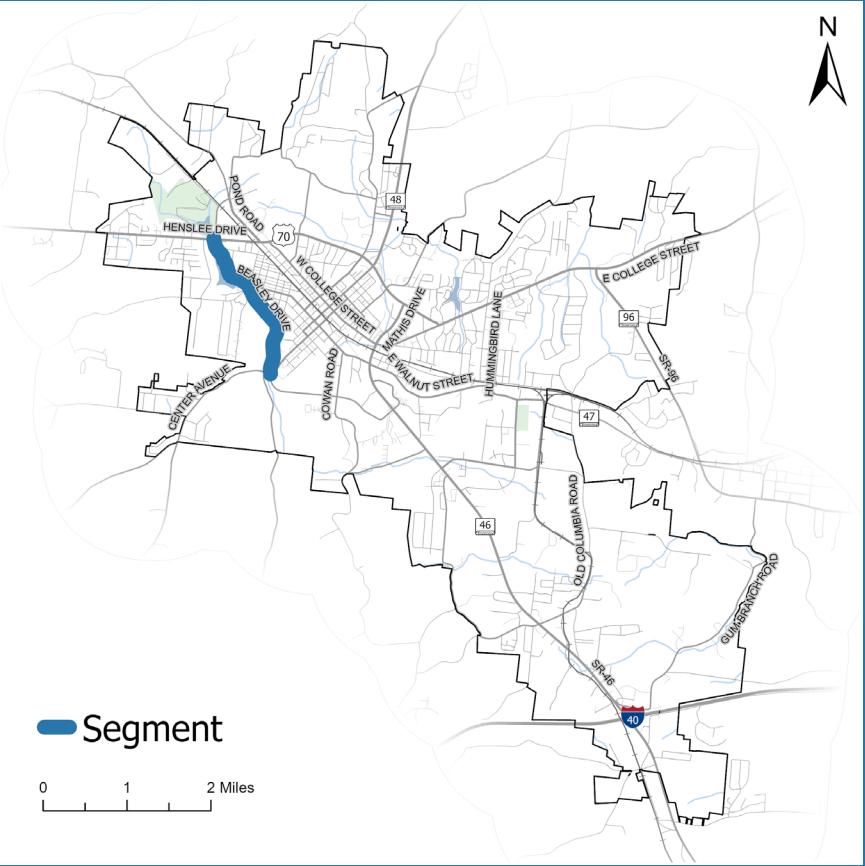 N
48
POND ROAD
HENSLEE DRIVE
70
W COLLEGE STREET
E COLLEGE STREET
BEASLEY DRIVE
MATHIS DRIVE
HUMMINGBIRD LANE
96
SR-96
E WALNUT STREET
COWAN ROAD
CENTER AVENUE
47
46
OLD COLUMBIA ROAD
GUM BRANCH ROAD
SR-46
40
Segment
0 1 2 Miles